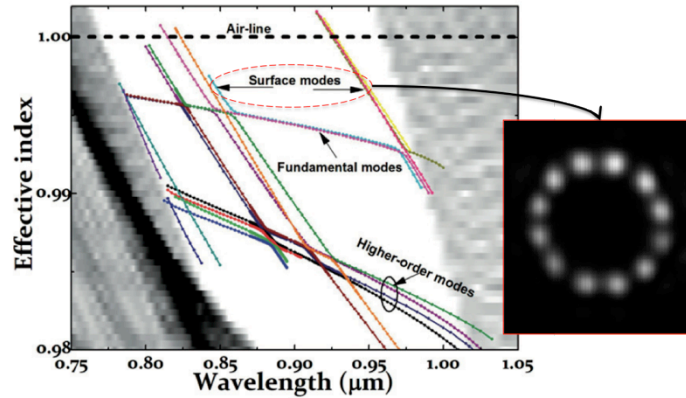 Air-line
Surface modes
Fundamental modes
Higher-order modes
Effective index
1.00
0.99
0.98
0.75
0.80
0.85
0.90
0.95
1.00
1.05
Wavelength (μm)